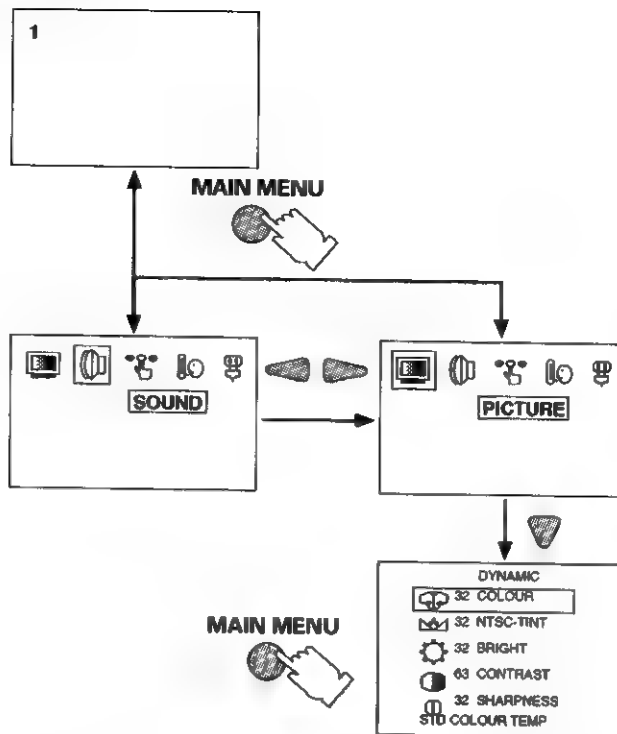 1
MAIN MENU
SOUND
PICTURE
DYNAMIC
32 COLOUR
32 NTSC-TINT
32 BRIGHT
63 CONTRAST
32 SHARPNESS
STD COLOUR TEMP
MAIN MENU